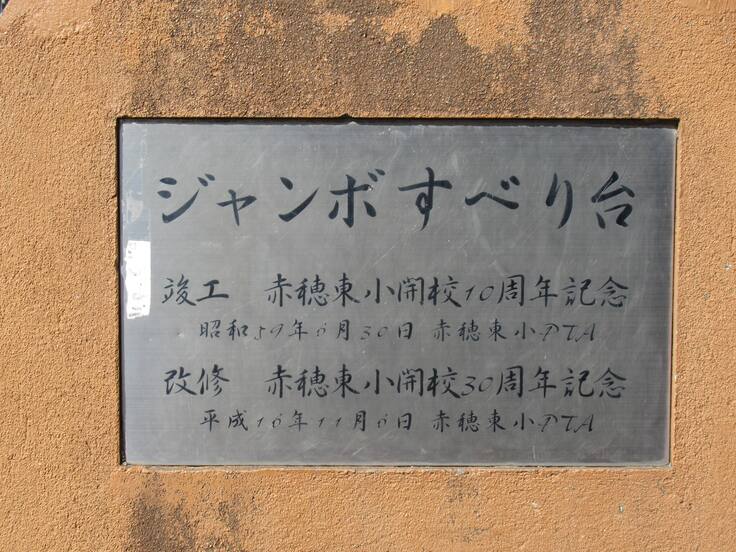 ジャンボすべり台
竣工 赤穂東小開校10周年記念
昭和59年6月30日 赤穂東小PTA
改修 赤穂東小開校30周年記念
平成16年11月6日 赤穂東小PTA